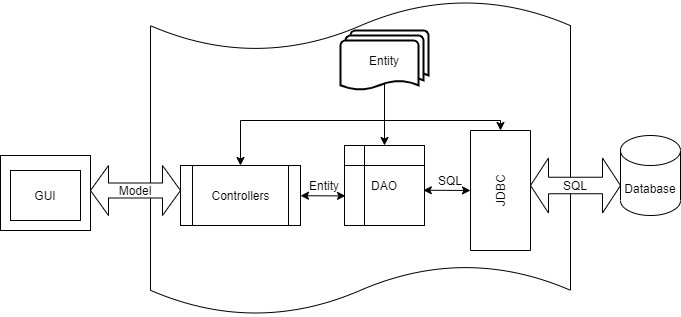 Entity
GUI
Model
Controllers
Entity
DAO
SQL
JDBC
SQL
Database